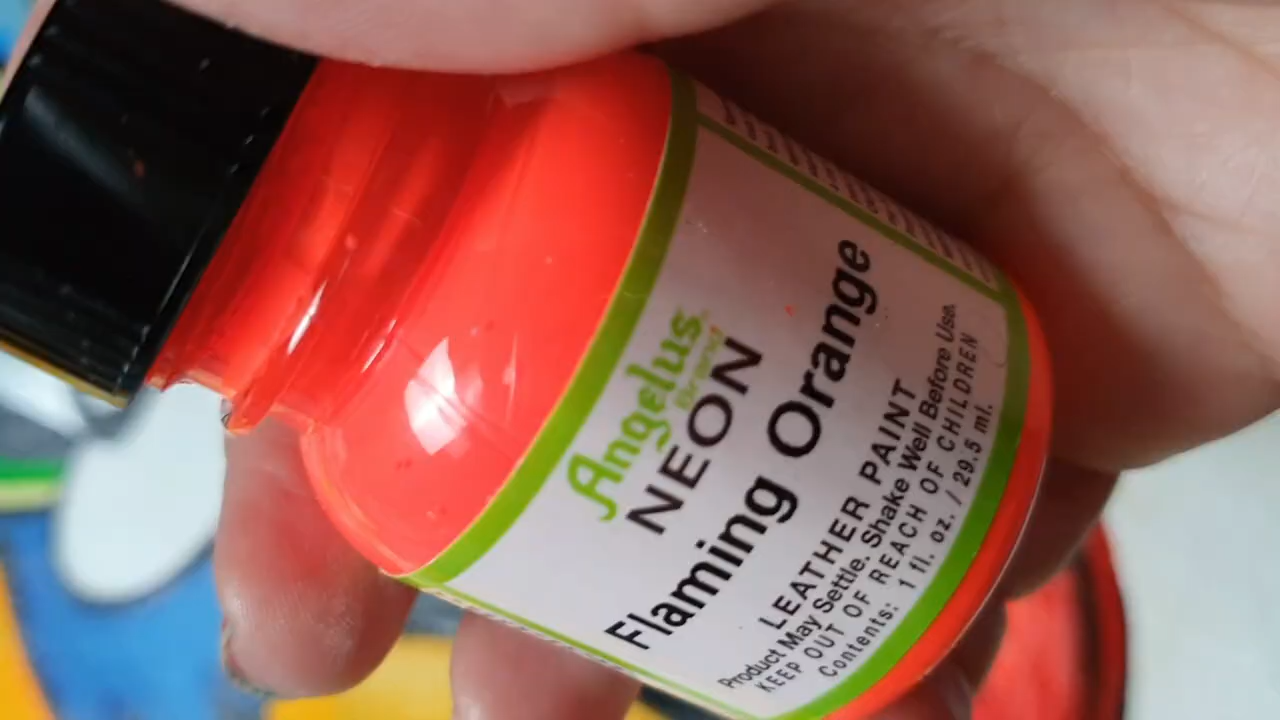 Angelus
Brand
NEON
Flaming Orange
LEATHER PAINT
Product May Settle. Shake Well Before Use.
KEEP OUT OF REACH OF CHILDREN
Contents: 1 fl. oz. / 29.5 ml.